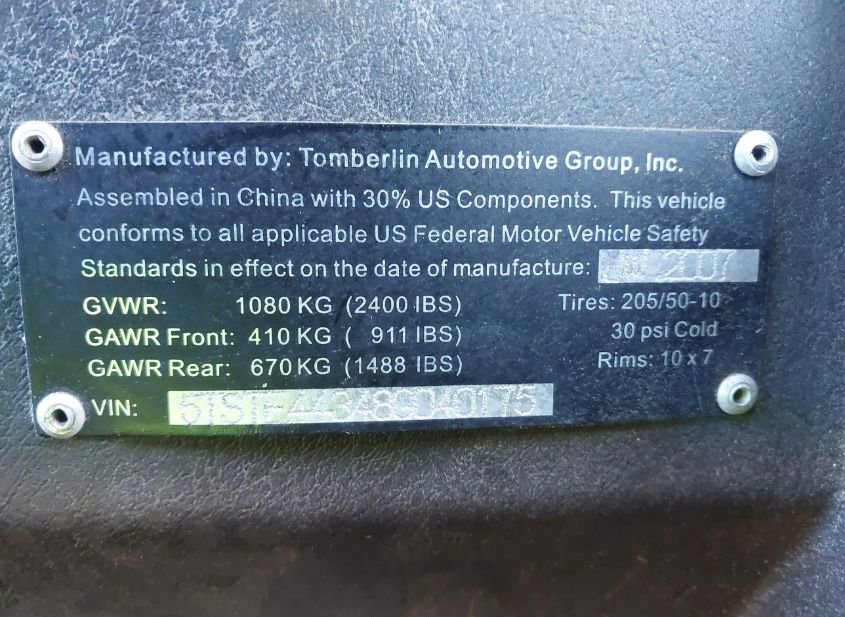 Manufactured by: Tomberlin Automotive Group, Inc.
Assembled in China with 30% US Components. This vehicle
conforms to all applicable US Federal Motor Vehicle Safety
Standards in effect on the date of manufacture: 2007
GVWR: 1080 KG (2400 IBS) Tires: 205/50-10
GAWR Front: 410 KG ( 911 IBS) 30 psi Cold
GAWR Rear: 670 KG (1488 IBS) Rims: 10 x 7
VIN: